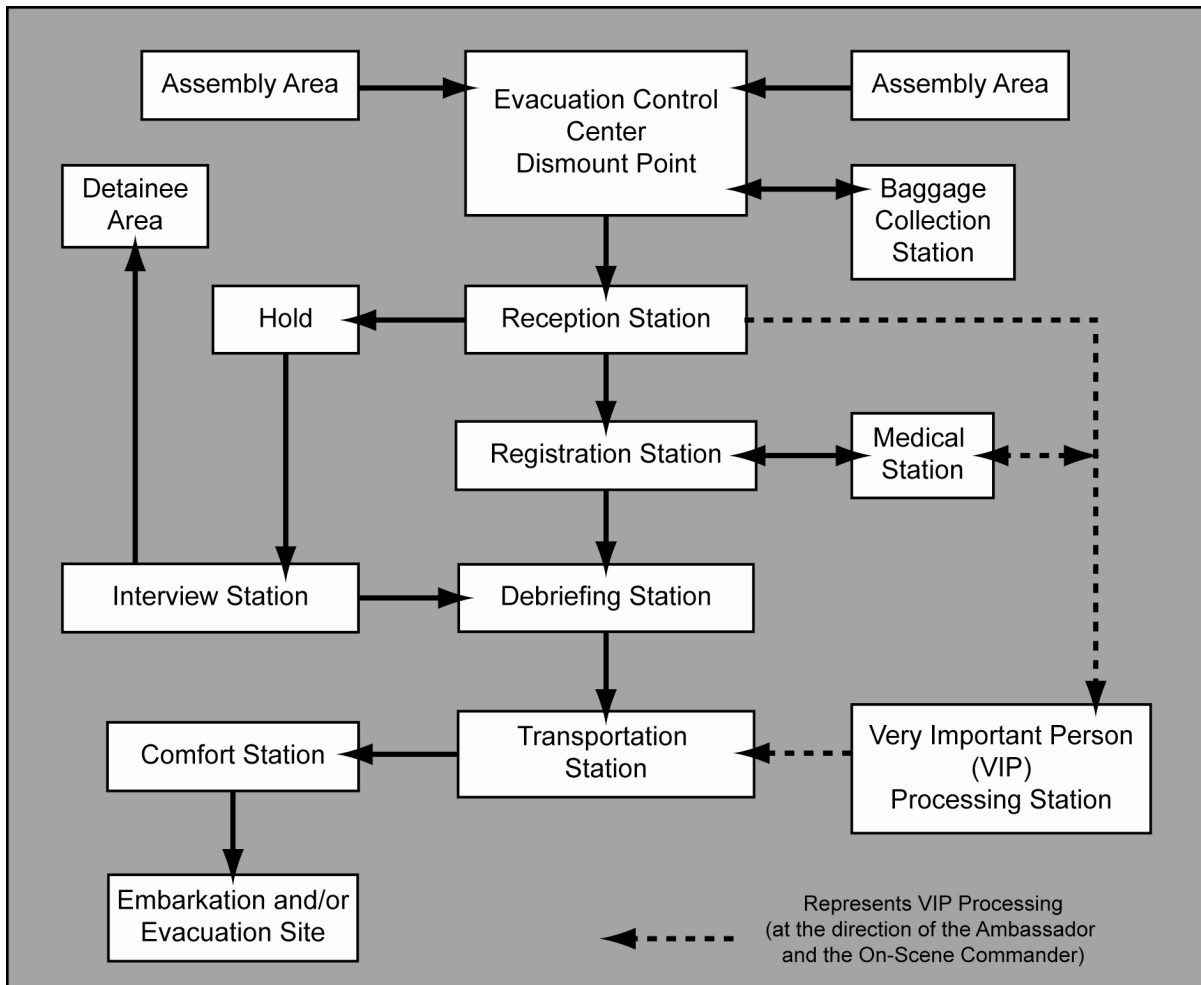 Assembly Area
Evacuation Control
Center
Dismount Point
Assembly Area
Detainee
Area
Baggage
Collection
Station
Hold
Reception Station
Registration Station
Medical
Station
Interview Station
Debriefing Station
Comfort Station
Transportation
Station
Very Important Person
(VIP)
Processing Station
Embarkation and/or
Evacuation Site
Represents VIP Processing
(at the direction of the Ambassador
and the On-Scene Commander)